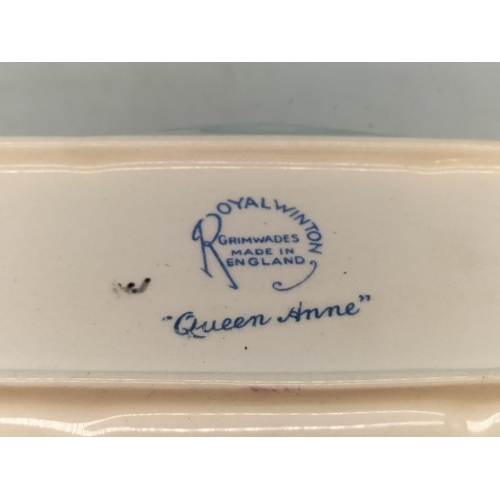 ROYAL WINTON
GRIMWADES
MADE IN
ENGLAND
"Queen Anne"